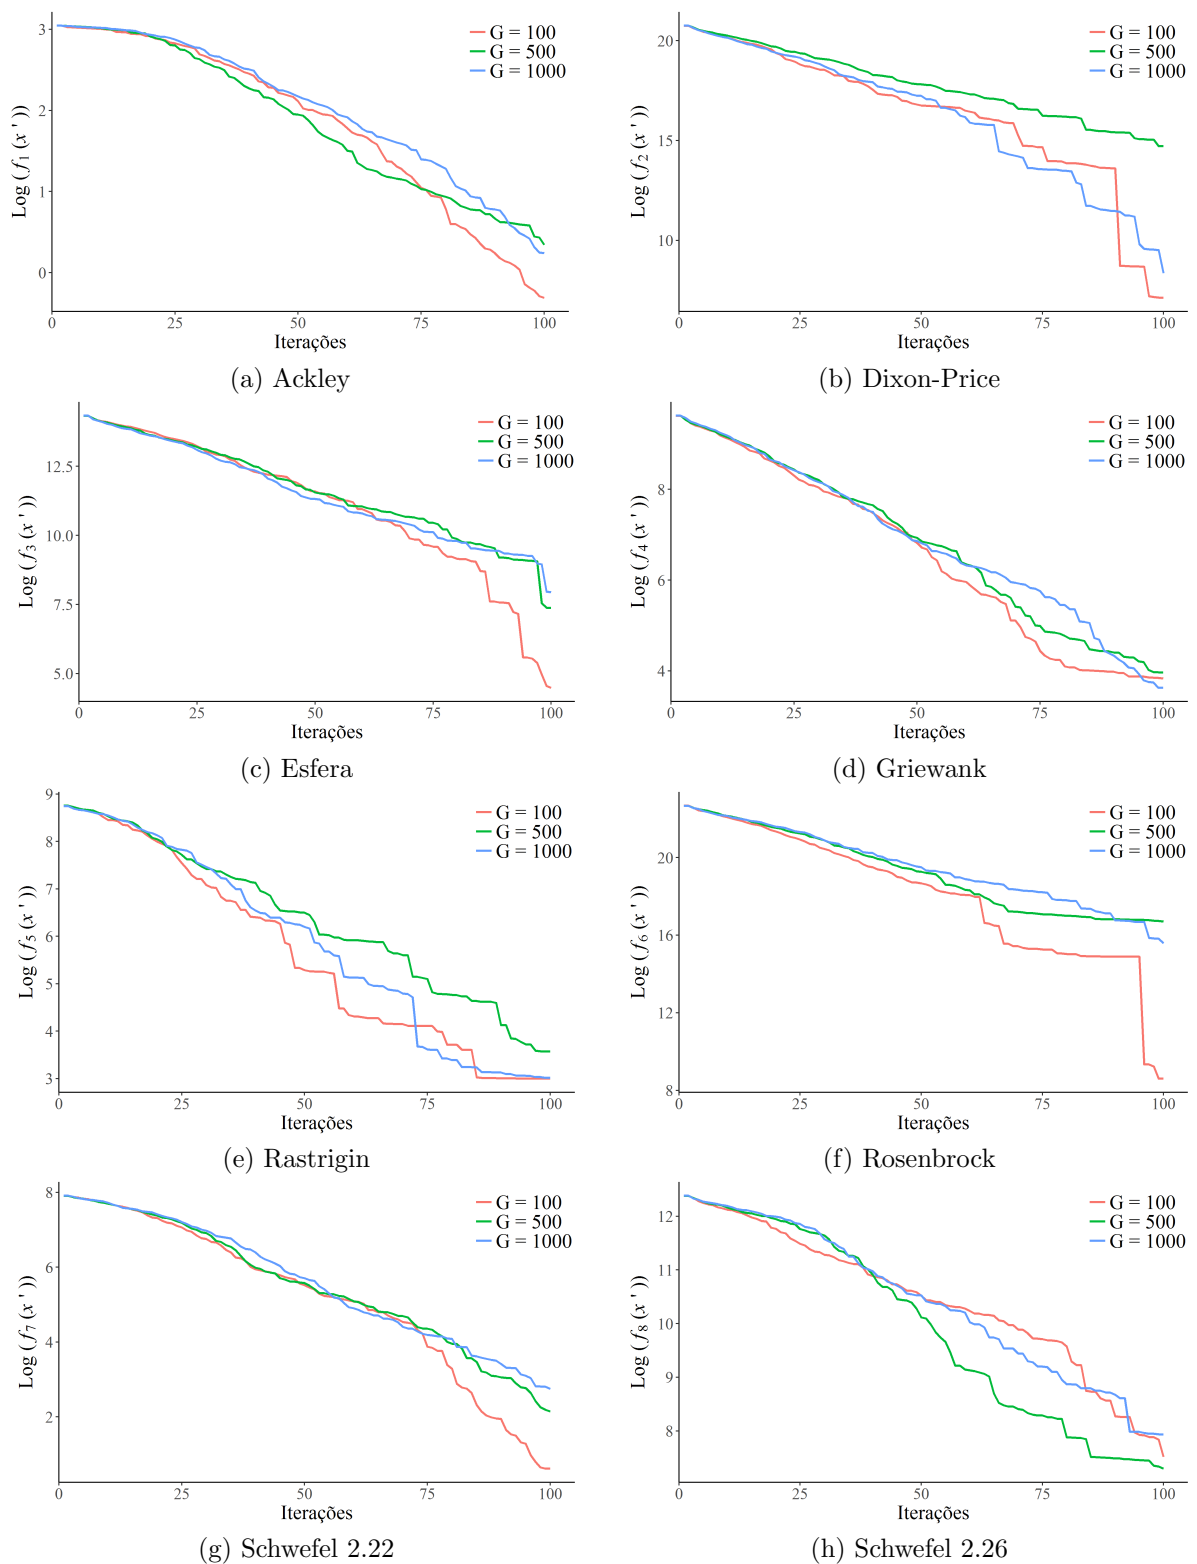 3
2
1
0
Log ( f1 (x ' ))
G = 100
G = 500
G = 1000
0 25 50 75 100
Iterações
(a) Ackley
20
15
10
Log ( f2 (x ' ))
G = 100
G = 500
G = 1000
0 25 50 75 100
Iterações
(b) Dixon-Price
12.5
10.0
7.5
5.0
Log ( f3 (x ' ))
G = 100
G = 500
G = 1000
0 25 50 75 100
Iterações
(c) Esfera
8
6
4
Log ( f4 (x ' ))
G = 100
G = 500
G = 1000
0 25 50 75 100
Iterações
(d) Griewank
9
8
7
6
5
4
3
Log ( f5 (x ' ))
G = 100
G = 500
G = 1000
0 25 50 75 100
Iterações
(e) Rastrigin
20
16
12
8
Log ( f6 (x ' ))
G = 100
G = 500
G = 1000
0 25 50 75 100
Iterações
(f) Rosenbrock
8
6
4
2
Log ( f7 (x ' ))
G = 100
G = 500
G = 1000
0 25 50 75 100
Iterações
(g) Schwefel 2.22
12
11
10
9
8
Log ( f8 (x ' ))
G = 100
G = 500
G = 1000
0 25 50 75 100
Iterações
(h) Schwefel 2.26